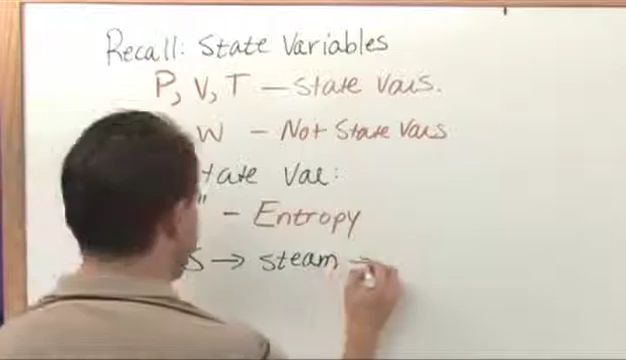 Recall: State Variables
P, V, T — State Vars.
W — Not State Vars
tate Var:
" - Entropy
S → steam →